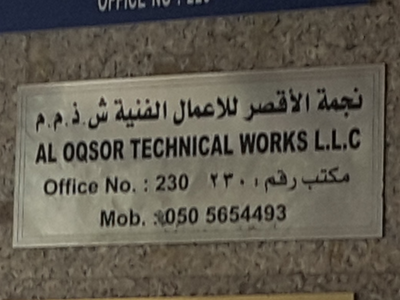 نجمة الأقصر للاعمال الفنية ش.ذ.م.م
AL OQSOR TECHNICAL WORKS L.L.C
Office No. : 230 مكتب رقم : ٢٣٠
Mob. : 050 5654493